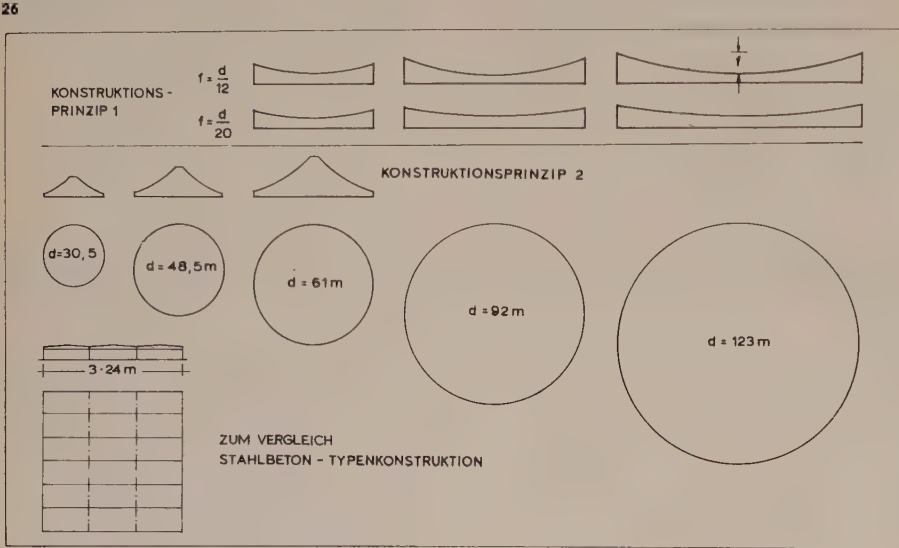 26
KONSTRUKTIONS-
PRINZIP 1
f = d/12
f = d/20
f
KONSTRUKTIONSPRINZIP 2
d=30,5
d=48,5m
d=61m
d=92m
d=123m
3·24m
ZUM VERGLEICH
STAHLBETON - TYPENKONSTRUKTION